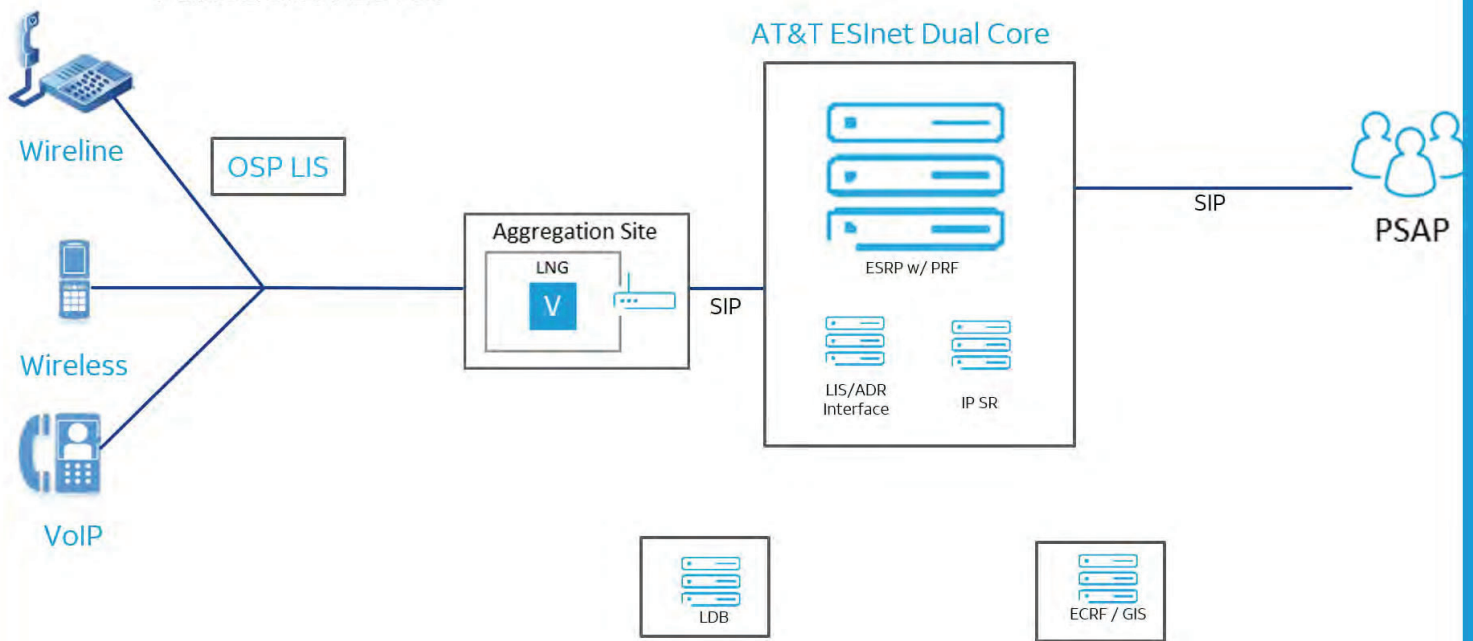 AT&T ESInet Dual Core
Wireline
OSP LIS
Aggregation Site
LNG
V
SIP
ESRP w/ PRF
LIS/ADR
Interface
IP SR
SIP
PSAP
Wireless
VoIP
LDB
ECRF / GIS